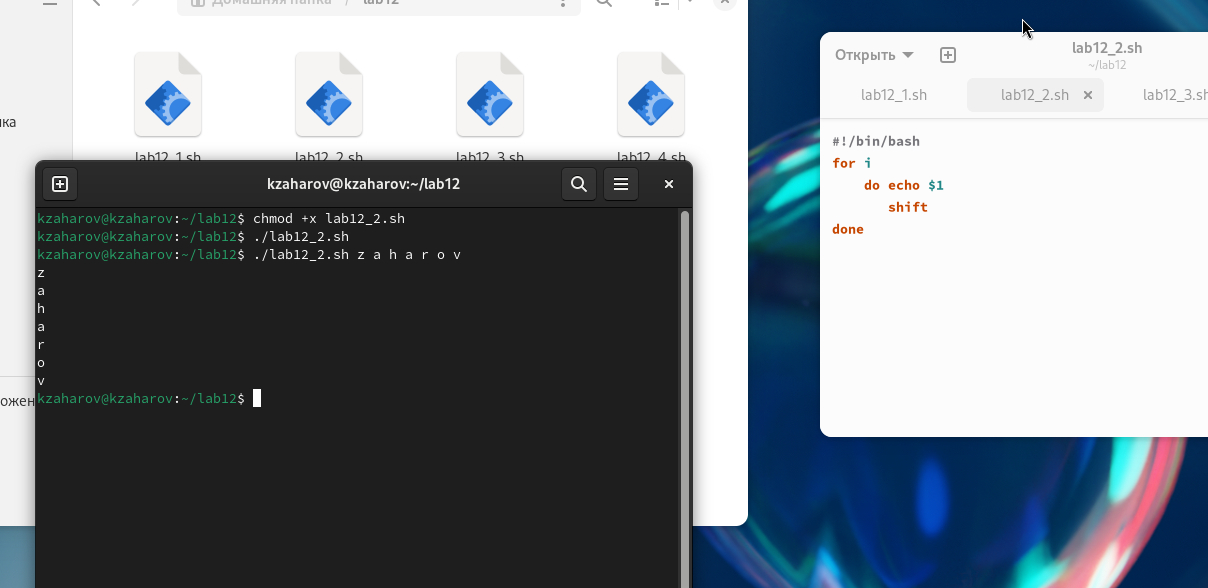 Домашняя папка / lab12
lab12_1.sh
lab12_2.sh
lab12_3.sh
lab12_4.sh
kzaharov@kzaharov:~/lab12
kzaharov@kzaharov:~/lab12$ chmod +x lab12_2.sh
kzaharov@kzaharov:~/lab12$ ./lab12_2.sh
kzaharov@kzaharov:~/lab12$ ./lab12_2.sh z a h a r o v
z
a
h
a
r
o
v
kzaharov@kzaharov:~/lab12$
Открыть
lab12_2.sh
~/lab12
lab12_1.sh
lab12_2.sh
lab12_3.sh
#!/bin/bash
for i
do echo $1
shift
done